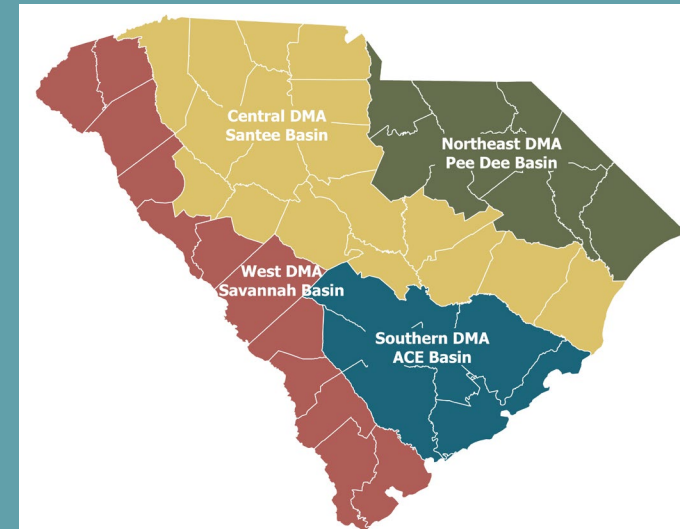 Central DMA
Santee Basin
Northeast DMA
Pee Dee Basin
West DMA
Savannah Basin
Southern DMA
ACE Basin